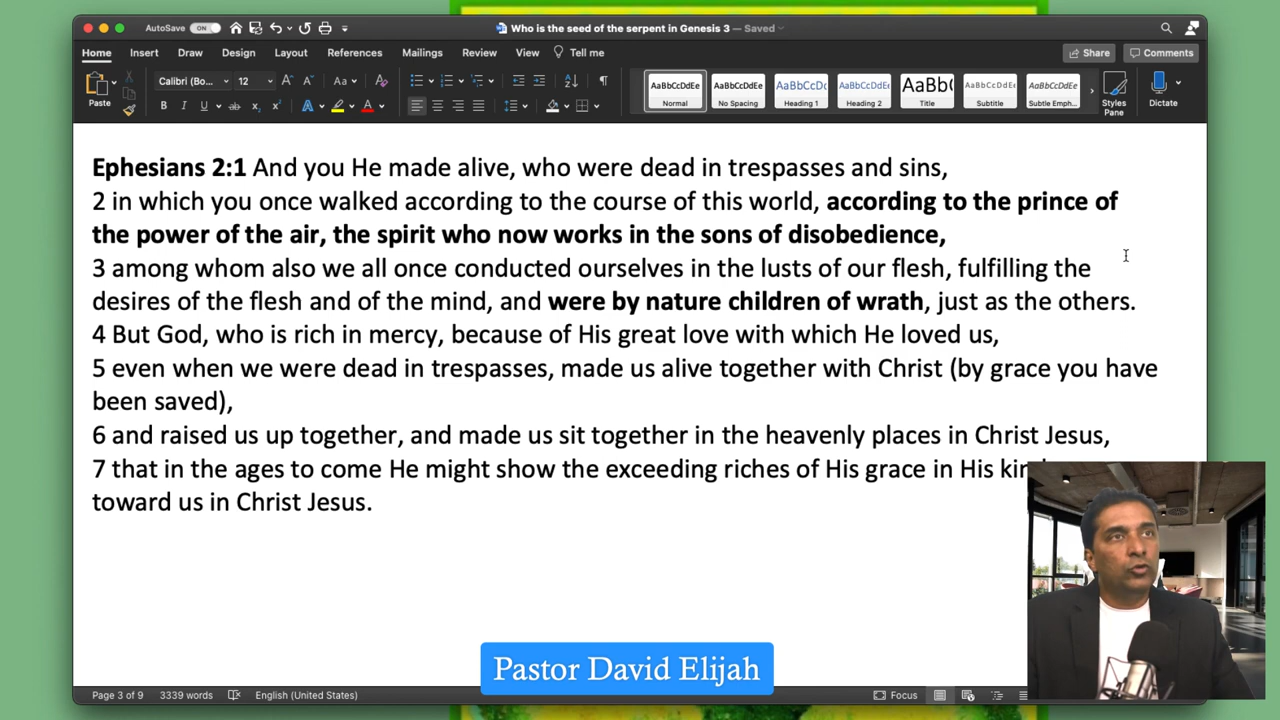 AutoSave ON
Who is the seed of the serpent in Genesis 3 — Saved
Home Insert Draw Design Layout References Mailings Review View Tell me
Share Comments
Paste
Calibri (Bo... 12
AaBbCcDdEe AaBbCcDdEe AaBbCcDc AaBbCcDdEe AaBbC AaBbCcDdEe AaBbCcDdEe
Normal No Spacing Heading 1 Heading 2 Title Subtitle Subtle Emph...
Styles Pane
Dictate
Ephesians 2:1 And you He made alive, who were dead in trespasses and sins,
2 in which you once walked according to the course of this world, according to the prince of
the power of the air, the spirit who now works in the sons of disobedience,
3 among whom also we all once conducted ourselves in the lusts of our flesh, fulfilling the
desires of the flesh and of the mind, and were by nature children of wrath, just as the others.
4 But God, who is rich in mercy, because of His great love with which He loved us,
5 even when we were dead in trespasses, made us alive together with Christ (by grace you have
been saved),
6 and raised us up together, and made us sit together in the heavenly places in Christ Jesus,
7 that in the ages to come He might show the exceeding riches of His grace in His
toward us in Christ Jesus.
Pastor David Elijah
Page 3 of 9 3339 words English (United States) Focus